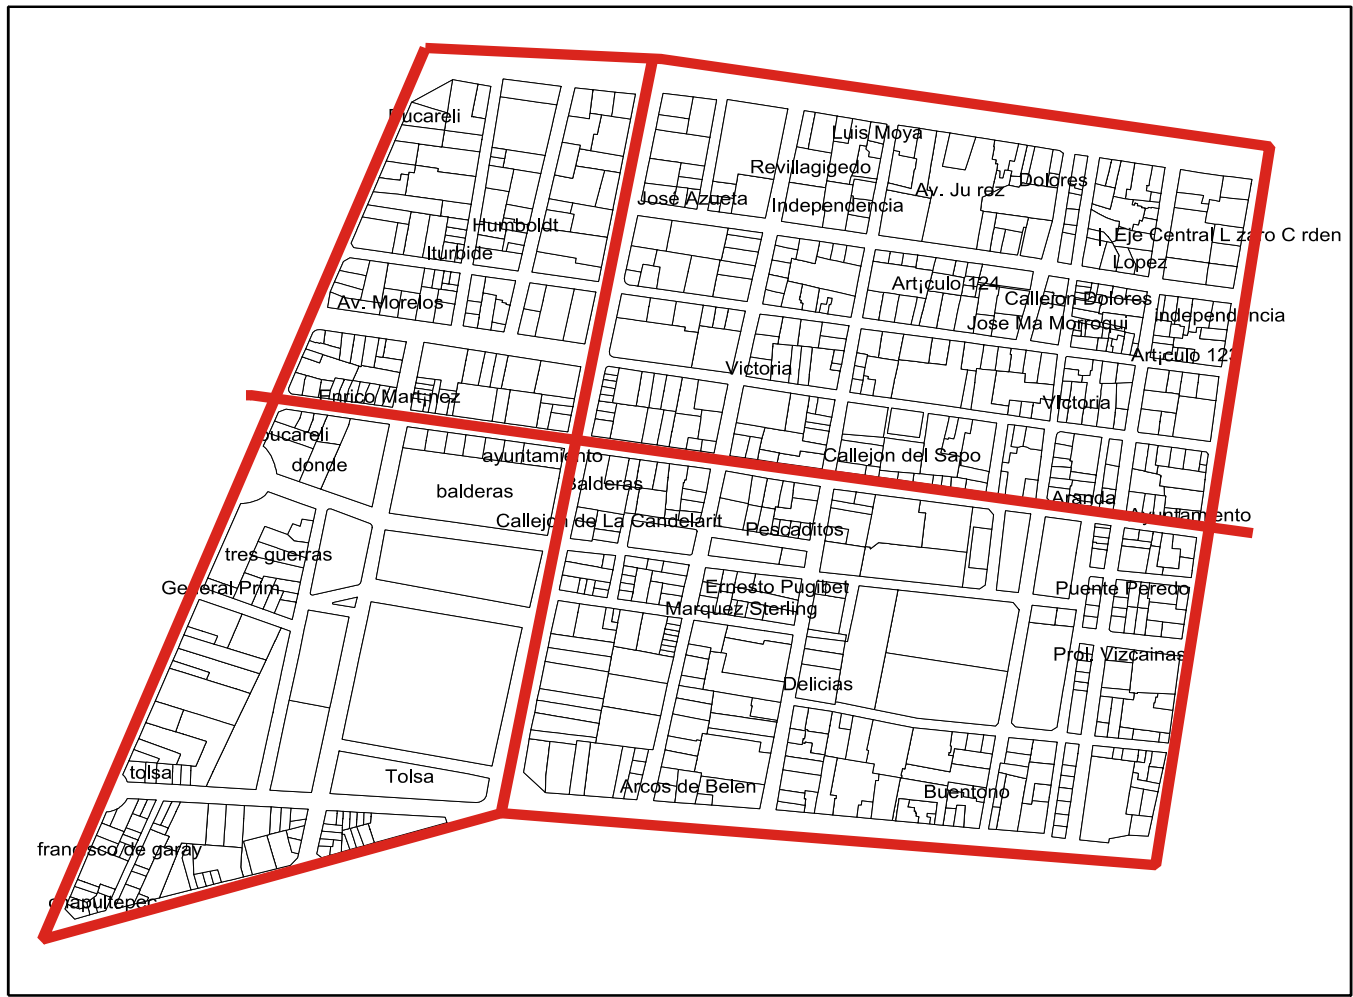 Bucareli
Luis Moya
Revillagigedo
Dolores
Av. Ju rez
José Azueta
Independencia
Humboldt
Eje Central L zaro C rden
Iturbide
Lopez
Art¡culo 124
Av. Morelos
Callejon Dolores
independencia
Jose Ma Morroqui
Art¡culo 123
Victoria
Enrico Mart¡nez
Victoria
bucareli
ayuntamiento
Callejon del Sapo
donde
balderas
Balderas
Aranda
Ayuntamiento
Callejon de La Candelarit
Pescaditos
tres guerras
General Prim
Ernesto Pugibet
Puente Peredo
Marquez Sterling
Prol. Vizcainas
Delicias
tolsa
Tolsa
Arcos de Belen
Buentono
francisco de garay
chapultepec